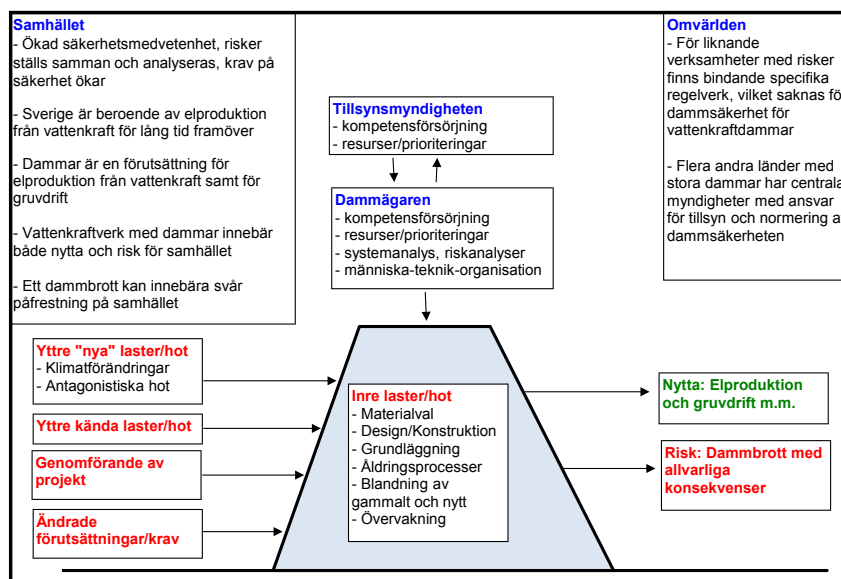 Samhället
- Ökad säkerhetsmedvetenhet, risker
ställs samman och analyseras, krav på
säkerhet ökar
- Sverige är beroende av elproduktion
från vattenkraft för lång tid framöver
- Dammar är en förutsättning för
elproduktion från vattenkraft samt för
gruvdrift
- Vattenkraftverk med dammar innebär
både nytta och risk för samhället
- Ett dammbrott kan innebära svår
påfrestning på samhället
Tillsynsmyndigheten
- kompetensförsörjning
- resurser/prioriteringar
Dammägaren
- kompetensförsörjning
- resurser/prioriteringar
- systemanalys, riskanalyser
- människa-teknik-organisation
Omvärlden
- För liknande
verksamheter med risker
finns bindande specifika
regelverk, vilket saknas fö
dammsäkerhet för
vattenkraftdammar
- Flera andra länder med
stora dammar har centrala
myndigheter med ansvar
för tillsyn och normering a
dammsäkerheten
Yttre "nya" laster/hot
- Klimatförändringar
- Antagonistiska hot
Yttre kända laster/hot
Genomförande av
projekt
Ändrade
förutsättningar/krav
Inre laster/hot
- Materialval
- Design/Konstruktion
- Grundläggning
- Åldringsprocesser
- Blandning av
gammalt och nytt
- Övervakning
Nytta: Elproduktion
och gruvdrift m.m.
Risk: Dammbrott med
allvarliga
konsekvenser